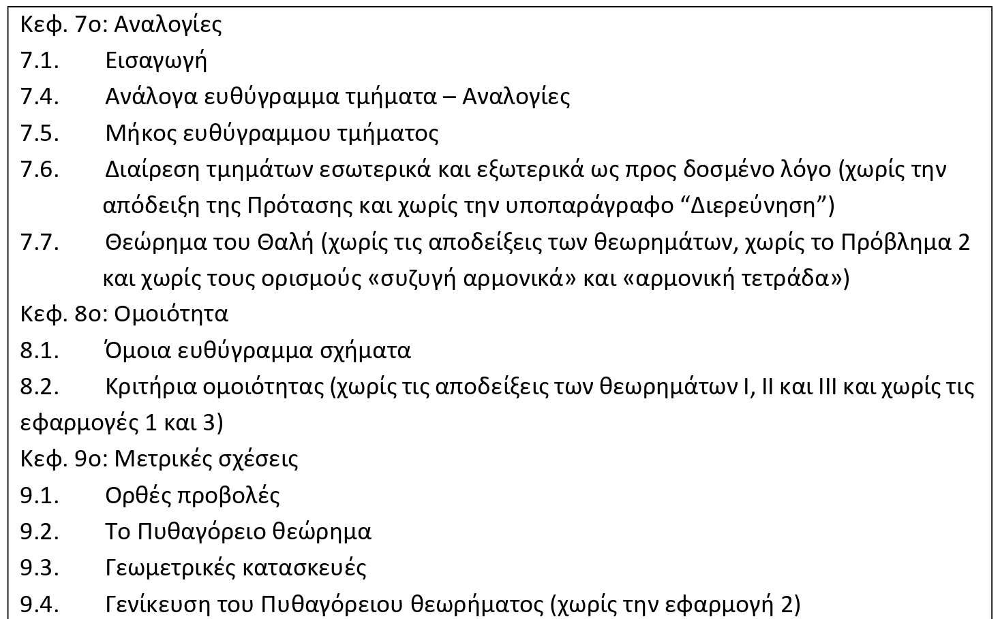 Κεφ. 7ο: Αναλογίες
7.1. Εισαγωγή
7.4. Ανάλογα ευθύγραμμα τμήματα – Αναλογίες
7.5. Μήκος ευθύγραμμου τμήματος
7.6. Διαίρεση τμημάτων εσωτερικά και εξωτερικά ως προς δοσμένο λόγο (χωρίς την
απόδειξη της Πρότασης και χωρίς την υποπαράγραφο “Διερεύνηση”)
7.7. Θεώρημα του Θαλή (χωρίς τις αποδείξεις των θεωρημάτων, χωρίς το Πρόβλημα 2
και χωρίς τους ορισμούς «συζυγή αρμονικά» και «αρμονική τετράδα»)
Κεφ. 8ο: Ομοιότητα
8.1. Όμοια ευθύγραμμα σχήματα
8.2. Κριτήρια ομοιότητας (χωρίς τις αποδείξεις των θεωρημάτων Ι, ΙΙ και ΙΙΙ και χωρίς τις
εφαρμογές 1 και 3)
Κεφ. 9ο: Μετρικές σχέσεις
9.1. Ορθές προβολές
9.2. Το Πυθαγόρειο θεώρημα
9.3. Γεωμετρικές κατασκευές
9.4. Γενίκευση του Πυθαγόρειου θεωρήματος (χωρίς την εφαρμογή 2)